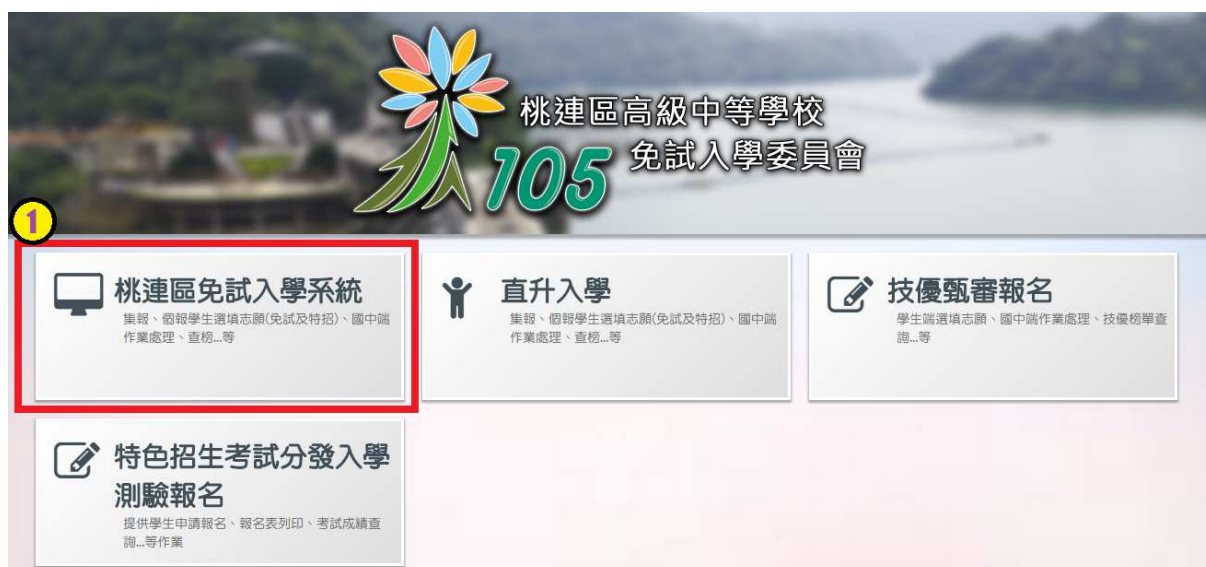 桃連區高級中等學校
105 免試入學委員會
1
桃連區免試入學系統
集報、個報學生選填志願(免試及特招)、國中端
作業處理、查榜...等
直升入學
集報、個報學生選填志願(免試及特招)、國中端
作業處理、查榜...等
技優甄審報名
學生端選填志願、國中端作業處理、技優榜單查
詢...等
特色招生考試分發入學
測驗報名
提供學生申請報名、報名表列印、考試成績查
詢...等作業